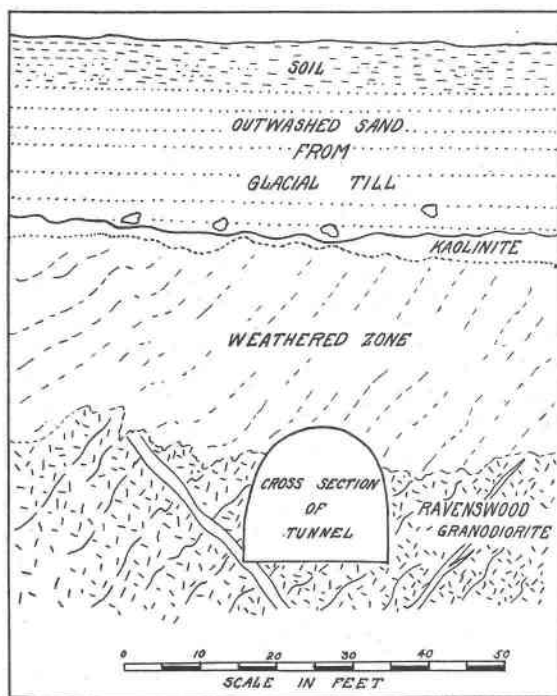 SOIL
OUTWASHED SAND
FROM
GLACIAL TILL
KAOLINITE
WEATHERED ZONE
CROSS SECTION
OF
TUNNEL
RAVENSWOOD
GRANODIORITE
0 10 20 30 40 50
SCALE IN FEET